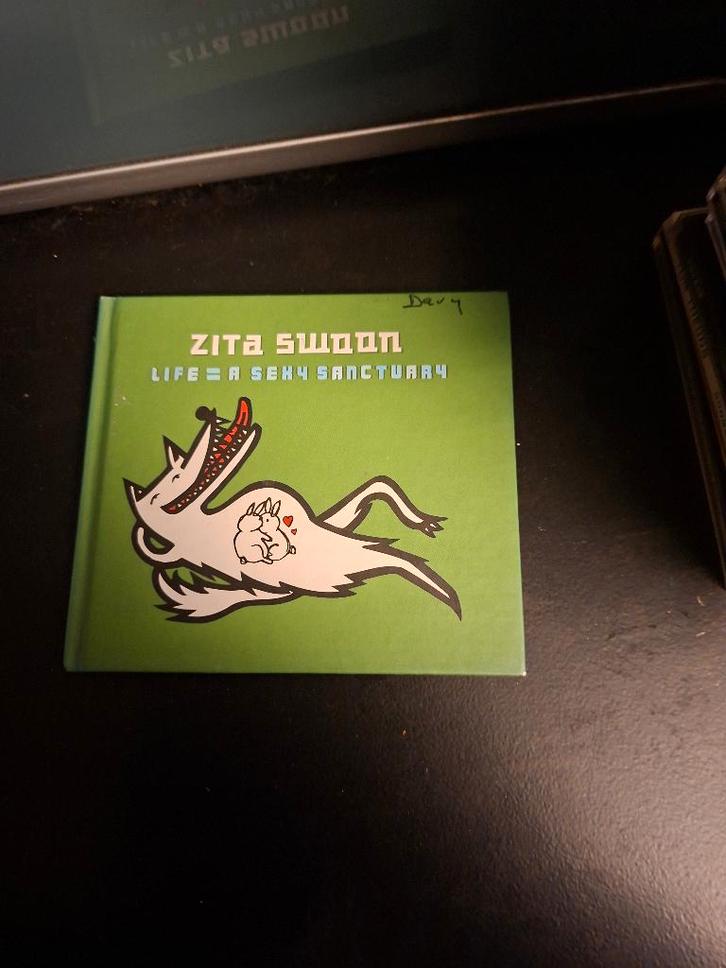 Davy
ZITA SWOON
LIFE = A SEXY SANCTUARY